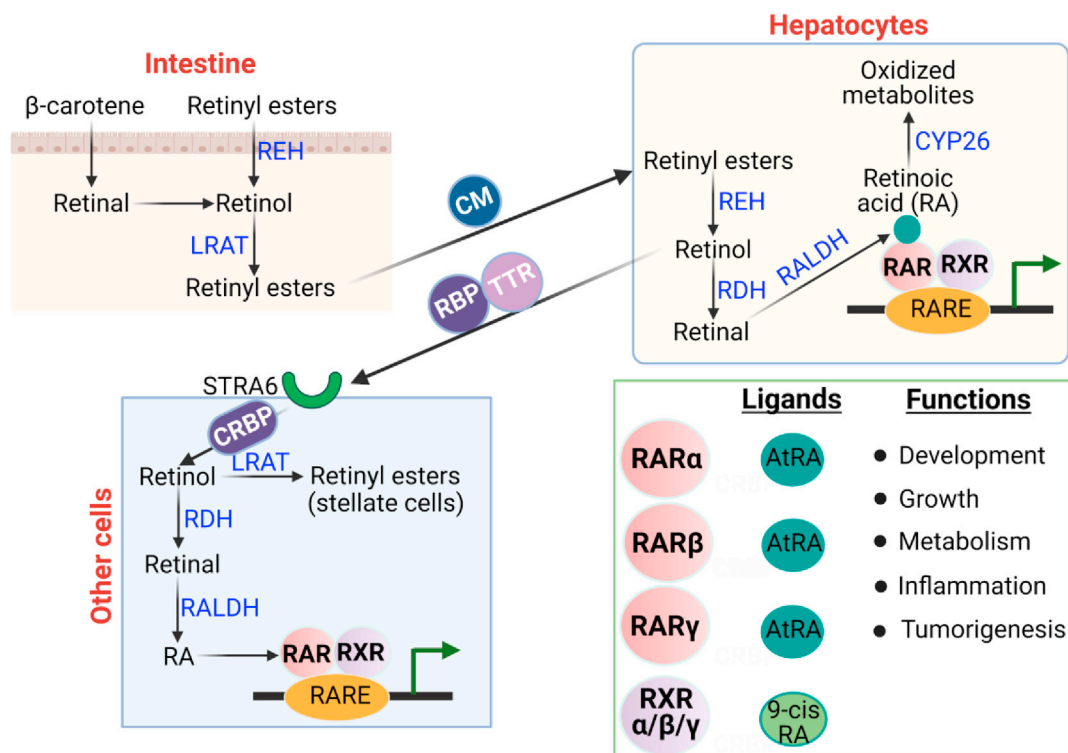 Intestine
β-carotene
Retinyl esters
REH
Retinal
Retinol
LRAT
Retinyl esters
CM
RBP
TTR
Hepatocytes
Oxidized
metabolites
CYP26
Retinyl esters
Retinoic
acid (RA)
REH
Retinol
RALDH
RDH
Retinal
RAR
RXR
RARE
STRA6
CRBP
Other cells
Retinol
LRAT
Retinyl esters
(stellate cells)
RDH
Retinal
RALDH
RA
RAR
RXR
RARE
Ligands
Functions
RARα
AtRA
RARβ
AtRA
RARγ
AtRA
RXR
α/β/γ
9-cis
RA
• Development
• Growth
• Metabolism
• Inflammation
• Tumorigenesis